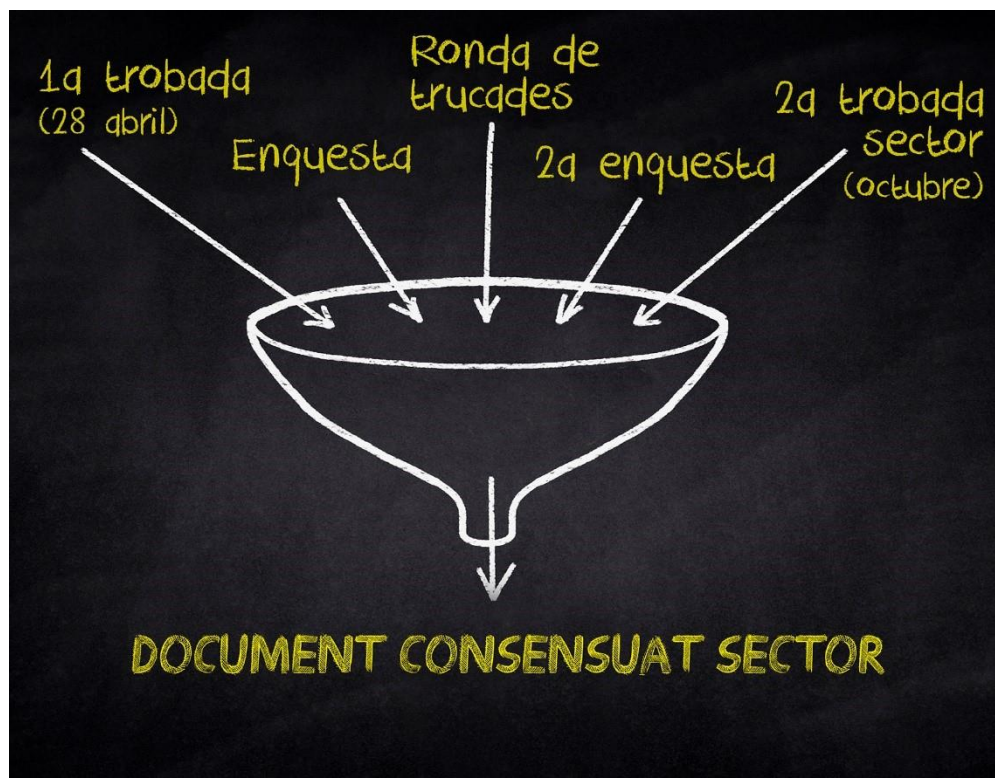 1a trobada
(28 abril)
Enquesta
Ronda de
trucades
2a enquesta
2a trobada
sector
(octubre)
DOCUMENT CONSENSUAT SECTOR